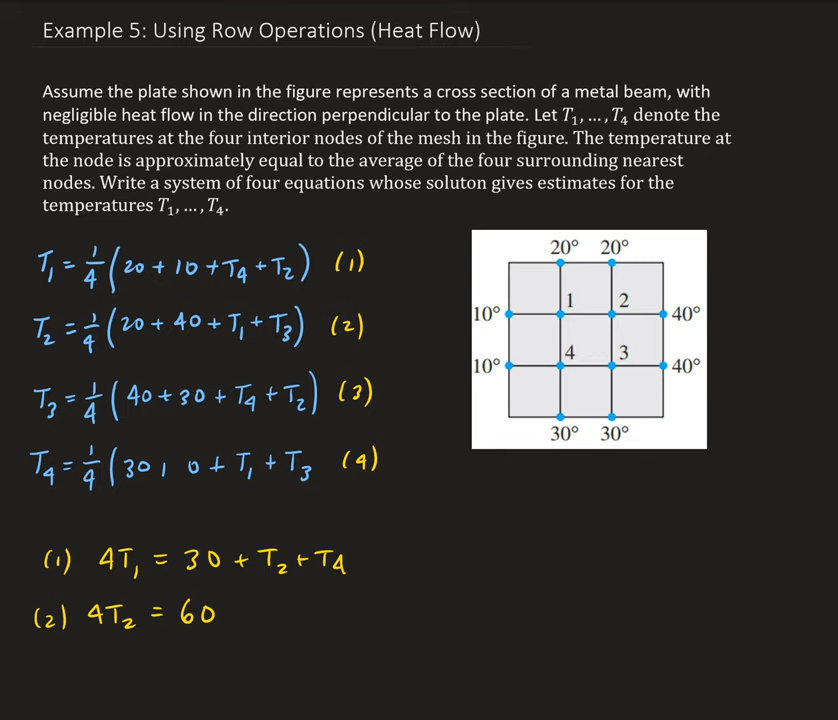 Example 5: Using Row Operations (Heat Flow)
Assume the plate shown in the figure represents a cross section of a metal beam, with
negligible heat flow in the direction perpendicular to the plate. Let T₁, …, T₄ denote the
temperatures at the four interior nodes of the mesh in the figure. The temperature at
the node is approximately equal to the average of the four surrounding nearest
nodes. Write a system of four equations whose soluton gives estimates for the
temperatures T₁, …, T₄.
T₁ = 1/4 (20 + 10 + T₄ + T₂) (1)
T₂ = 1/4 (20 + 40 + T₁ + T₃) (2)
T₃ = 1/4 (40 + 30 + T₄ + T₂) (3)
T₄ = 1/4 (30 1 0 + T₁ + T₃ (4)
20° 20°
1 2
10° 40°
4 3
10° 40°
30° 30°
(1) 4T₁ = 30 + T₂ + T₄
(2) 4T₂ = 60